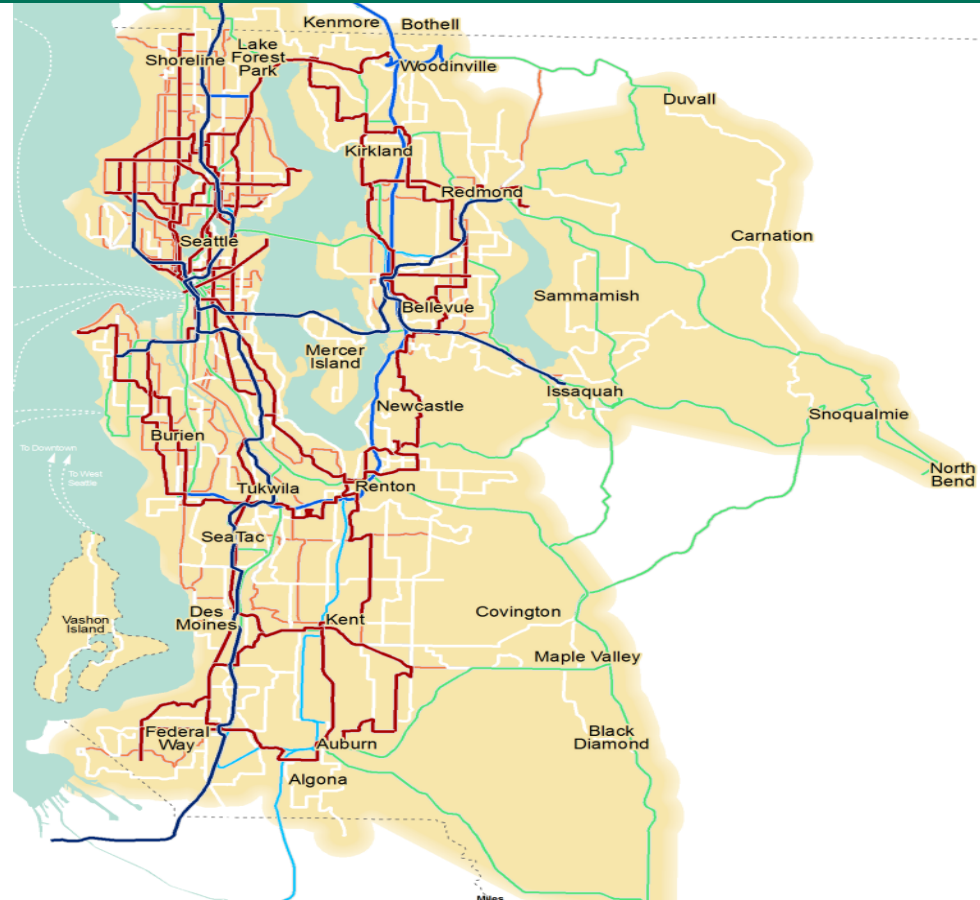 Kenmore
Bothell
Lake
Forest
Park
Shoreline
Woodinville
Duvall
Kirkland
Redmond
Seattle
Carnation
Sammamish
Bellevue
Mercer
Island
Issaquah
Newcastle
Snoqualmie
Burien
To Downtown
To West
Seattle
North
Bend
Tukwila
Renton
SeaTac
Des
Moines
Kent
Covington
Vashon
Island
Maple Valley
Federal
Way
Auburn
Black
Diamond
Algona
Miles